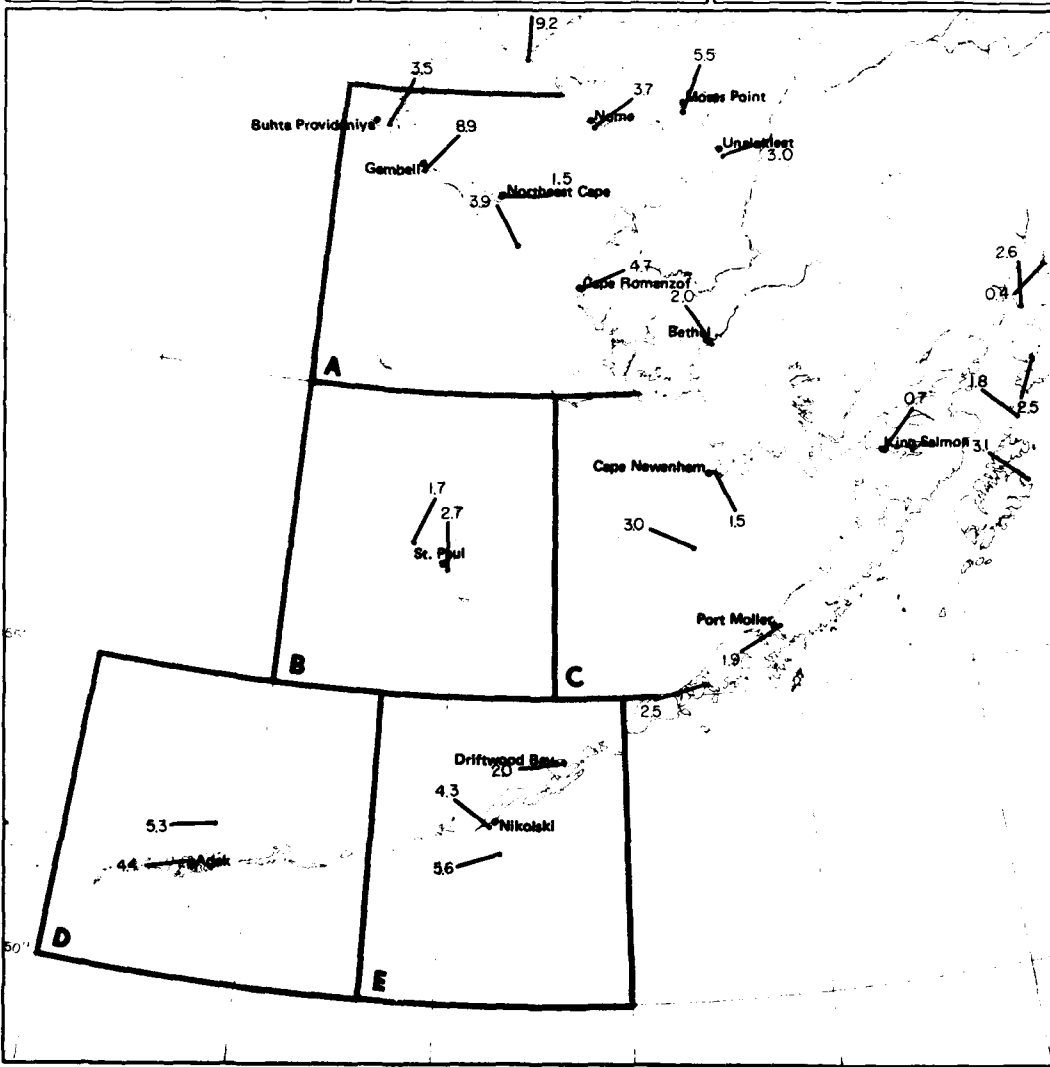 9.2
5.5
3.5
3.7
Moses Point
Buhta Provideniya
Nome
8.9
Unalakleet
3.0
Gambell
1.5
Northeast Cape
3.9
2.6
4.7
Cape Romanzof
0.4
2.0
Bethel
A
1.8
0.7
2.5
King Salmon
3.1
Cape Newenham
1.7
2.7
1.5
3.0
St. Paul
Port Moller
55°
1.9
B
C
2.5
Driftwood Bay
2.0
4.3
5.3
Nikolski
4.4
Adak
5.6
D
50°
E